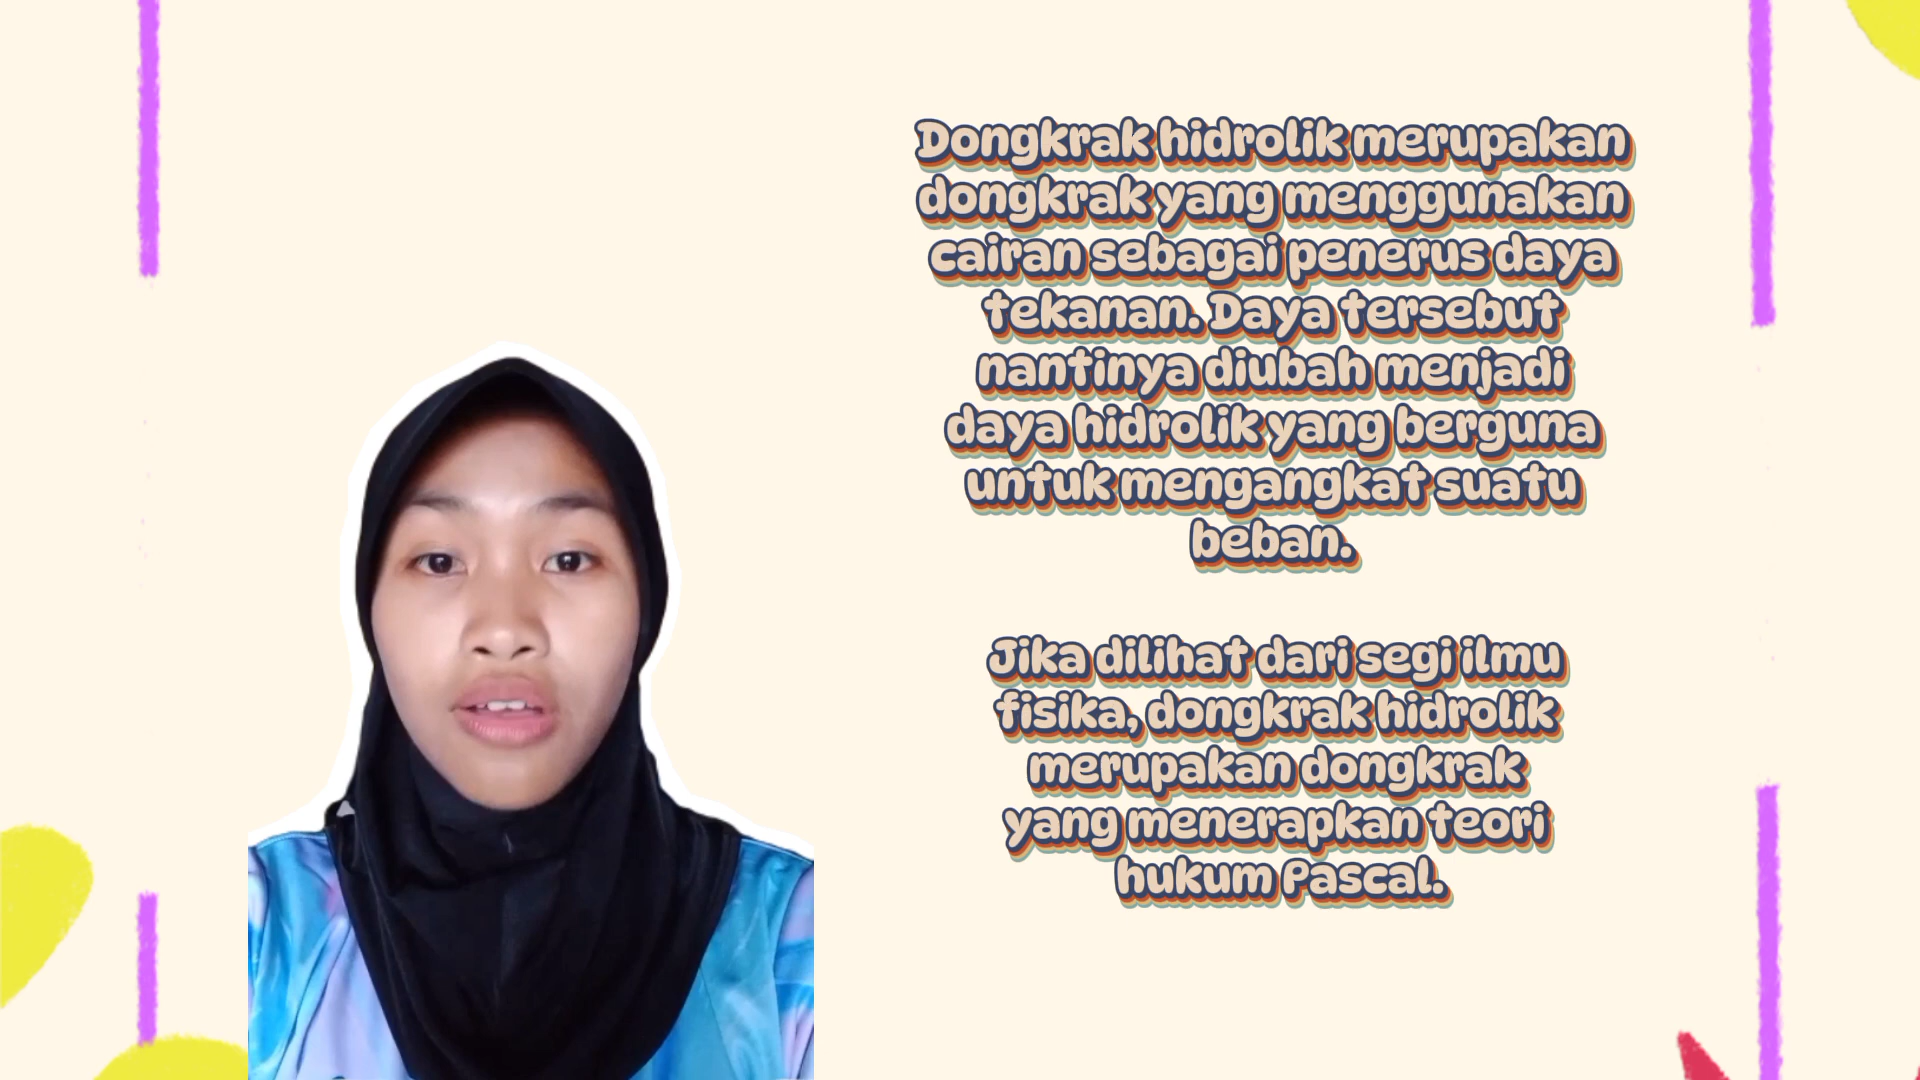 Dongkrak hidrolik merupakan
dongkrak yang menggunakan
cairan sebagai penerus daya
tekanan. Daya tersebut
nantinya diubah menjadi
daya hidrolik yang berguna
untuk mengangkat suatu
beban.
Jika dilihat dari segi ilmu
fisika, dongkrak hidrolik
merupakan dongkrak
yang menerapkan teori
hukum Pascal.